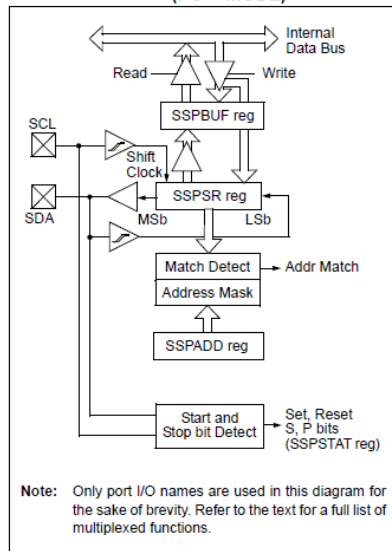 Internal
Data Bus
Read
Write
SSPBUF reg
SCL
Shift
Clock
SSPSR reg
SDA
MSb
LSb
Match Detect
Addr Match
Address Mask
SSPADD reg
Start and
Stop bit Detect
Set, Reset
S, P bits
(SSPSTAT reg)
Note: Only port I/O names are used in this diagram for
the sake of brevity. Refer to the text for a full list of
multiplexed functions.